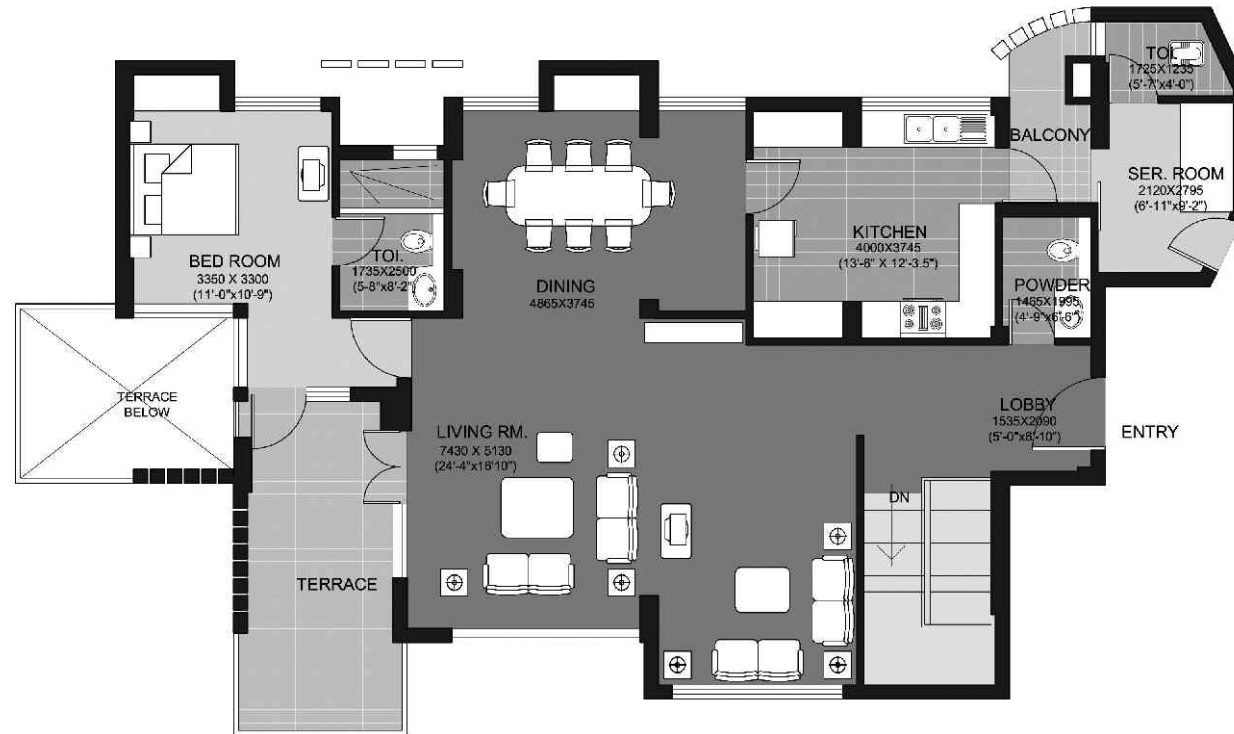 TOI.
1725X1235
(5'-7"x4'-0")
BALCONY
SER. ROOM
2120X2795
(6'-11"x9'-2")
BED ROOM
3350 X 3300
(11'-0"x10'-9")
TOI.
1735X2500
(5-8"x8'-2")
DINING
4865X3745
KITCHEN
4000X3745
(13'-6" X 12'-3.5")
POWDER
1465X1995
(4'-9"x6'-6")
TERRACE
BELOW
LIVING RM.
7430 X 5130
(24'-4"x16'10")
LOBBY
1535X2090
(5'-0"x6'-10")
ENTRY
DN
TERRACE